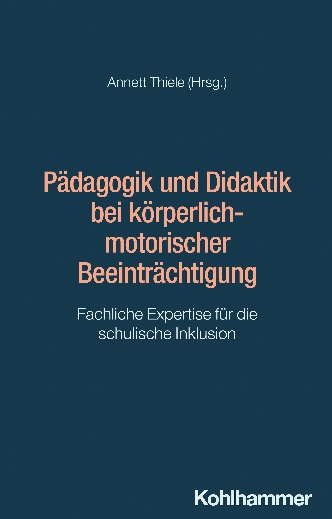 Annett Thiele (Hrsg.)
Pädagogik und Didaktik
bei körperlich-
motorischer
Beeinträchtigung
Fachliche Expertise für die
schulische Inklusion
Kohlhammer